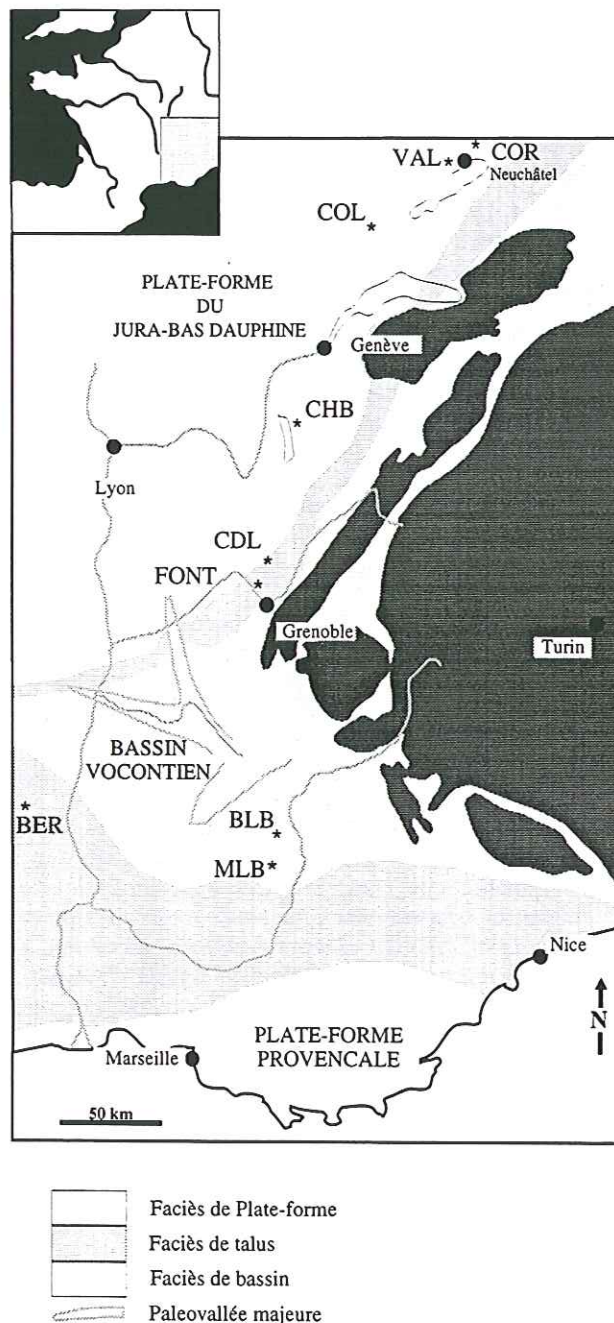 VAL * * COR
Neuchâtel
COL *
PLATE-FORME
DU
JURA-BAS DAUPHINE
Genève
* CHB
Lyon
CDL *
FONT *
Grenoble
Turin
BASSIN
VOCONTIEN
* BER
BLB *
MLB *
Nice
N
PLATE-FORME
PROVENCALE
Marseille
50 km
Faciès de Plate-forme
Faciès de talus
Faciès de bassin
Paleovallée majeure